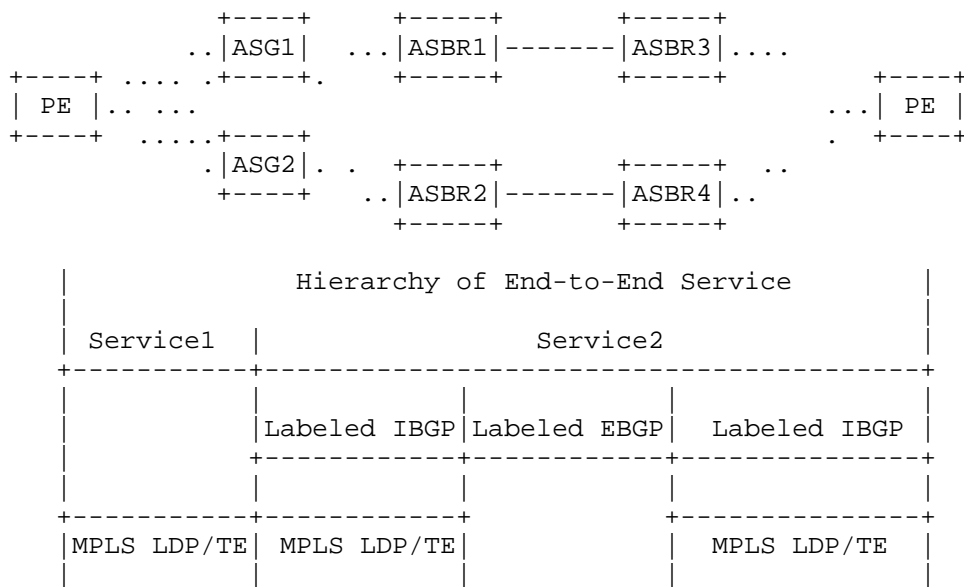 ASG1 ASBR1 ASBR3
PE PE
ASG2
ASBR2 ASBR4
Hierarchy of End-to-End Service
Service1 Service2
Labeled IBGP Labeled EBGP Labeled IBGP
MPLS LDP/TE MPLS LDP/TE MPLS LDP/TE